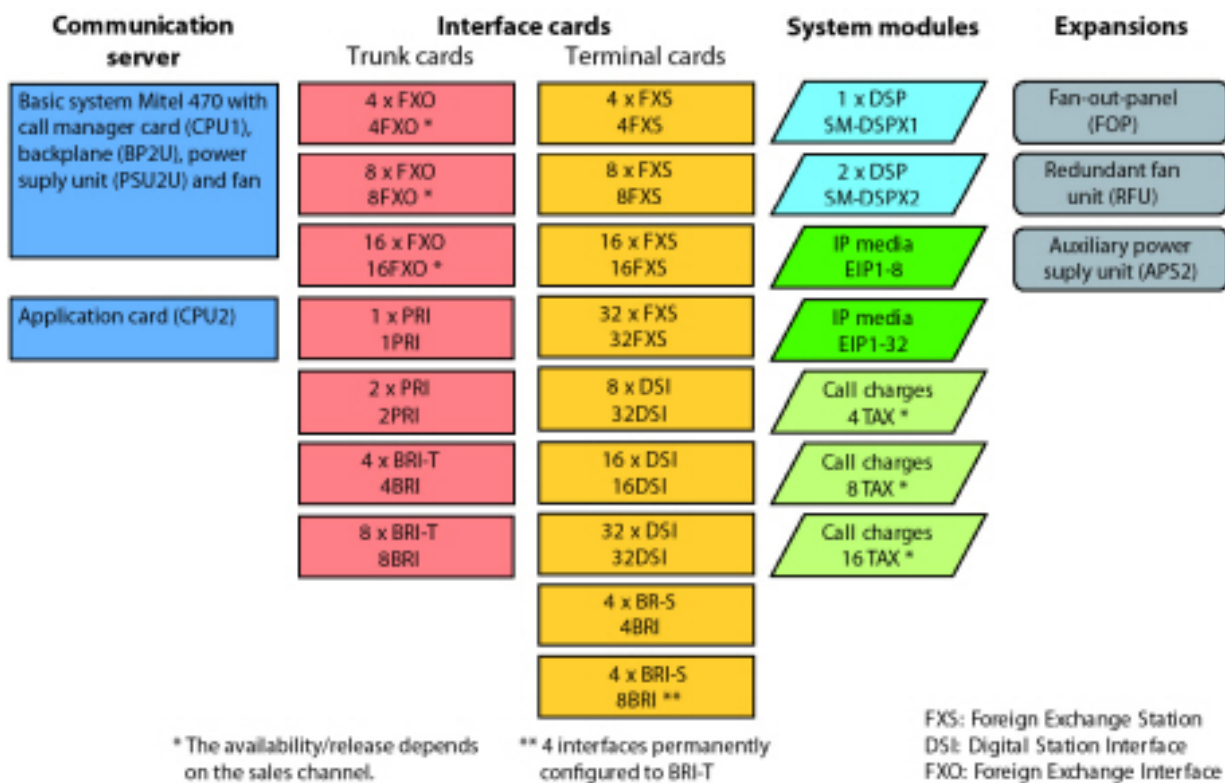 Communication
server
Interface cards
System modules
Expansions
Trunk cards
Terminal cards
Basic system Mitel 470 with
call manager card (CPU1),
backplane (BP2U), power
suply unit (PSU2U) and fan
Application card (CPU2)
4 x FXO
4FXO *
8 x FXO
8FXO *
16 x FXO
16FXO *
1 x PRI
1PRI
2 x PRI
2PRI
4 x BRI-T
4BRI
8 x BRI-T
8BRI
4 x FXS
4FXS
8 x FXS
8FXS
16 x FXS
16FXS
32 x FXS
32FXS
8 x DSI
32DSI
16 x DSI
16DSI
32 x DSI
32DSI
4 x BR-S
4BRI
4 x BRI-S
8BRI **
1 x DSP
SM-DSPX1
2 x DSP
SM-DSPX2
IP media
EIP1-8
IP media
EIP1-32
Call charges
4 TAX *
Call charges
8 TAX *
Call charges
16 TAX *
Fan-out-panel
(FOP)
Redundant fan
unit (RFU)
Auxiliary power
suply unit (APS2)
* The availability/release depends
on the sales channel.
** 4 interfaces permanently
configured to BRI-T
FXS: Foreign Exchange Station
DSI: Digital Station Interface
FXO: Foreign Exchange Interface